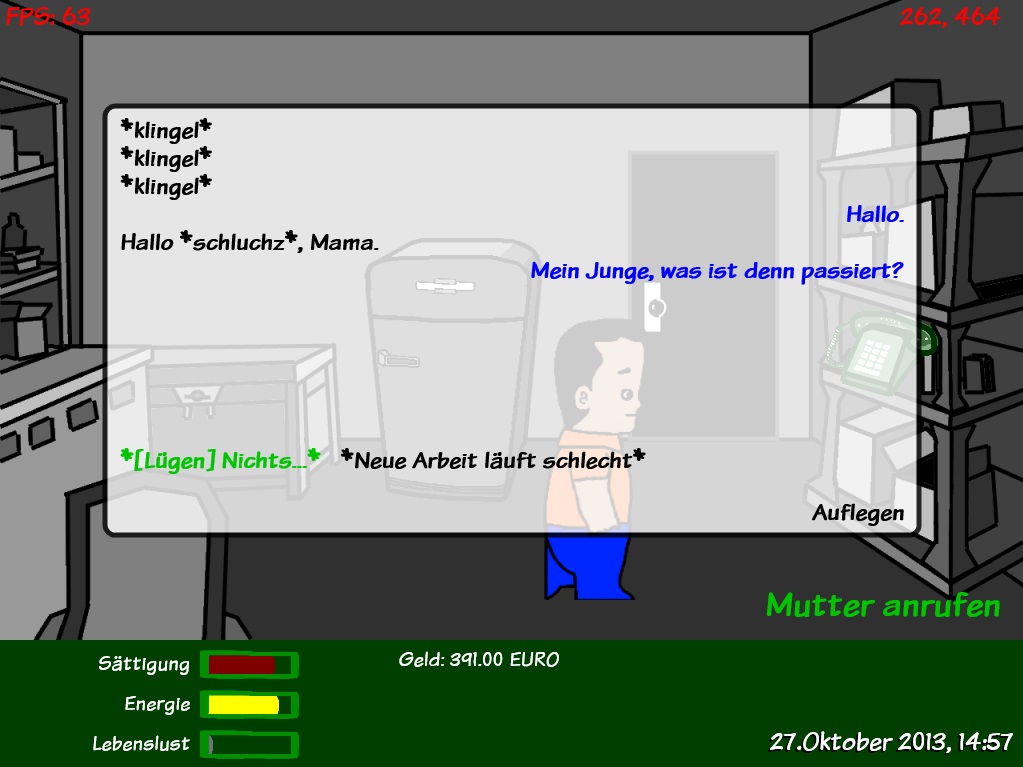 FPS: 63
262, 464
*klingel*
*klingel*
*klingel*
Hallo.
Hallo *schluchz*, Mama.
Mein Junge, was ist denn passiert?
*[Lügen] Nichts...* *Neue Arbeit läuft schlecht*
Auflegen
Mutter anrufen
Sättigung
Geld: 391.00 EURO
Energie
Lebenslust
27.Oktober 2013, 14:57